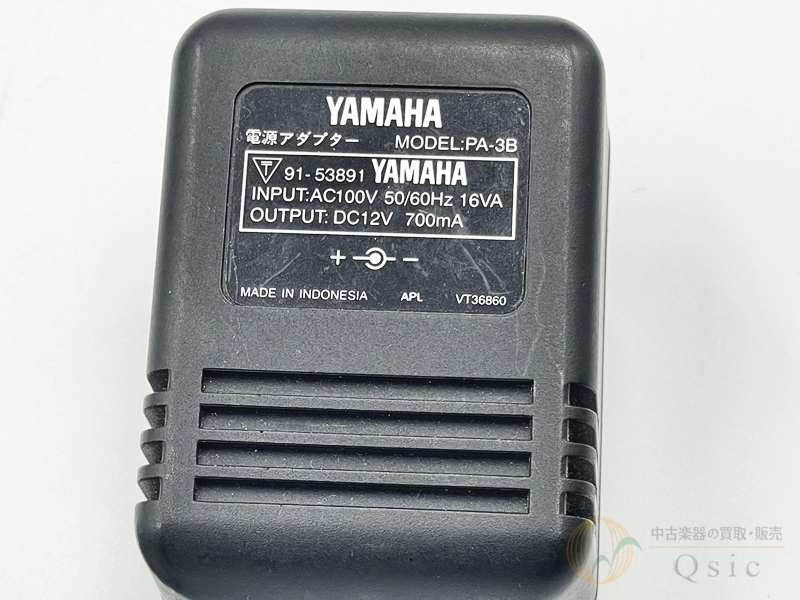 YAMAHA
電源アダプター MODEL:PA-3B
91-53891 YAMAHA
INPUT:AC100V 50/60Hz 16VA
OUTPUT: DC12V 700mA
+ -
MADE IN INDONESIA APL VT36860
中古楽器の買取・販売
Qsic